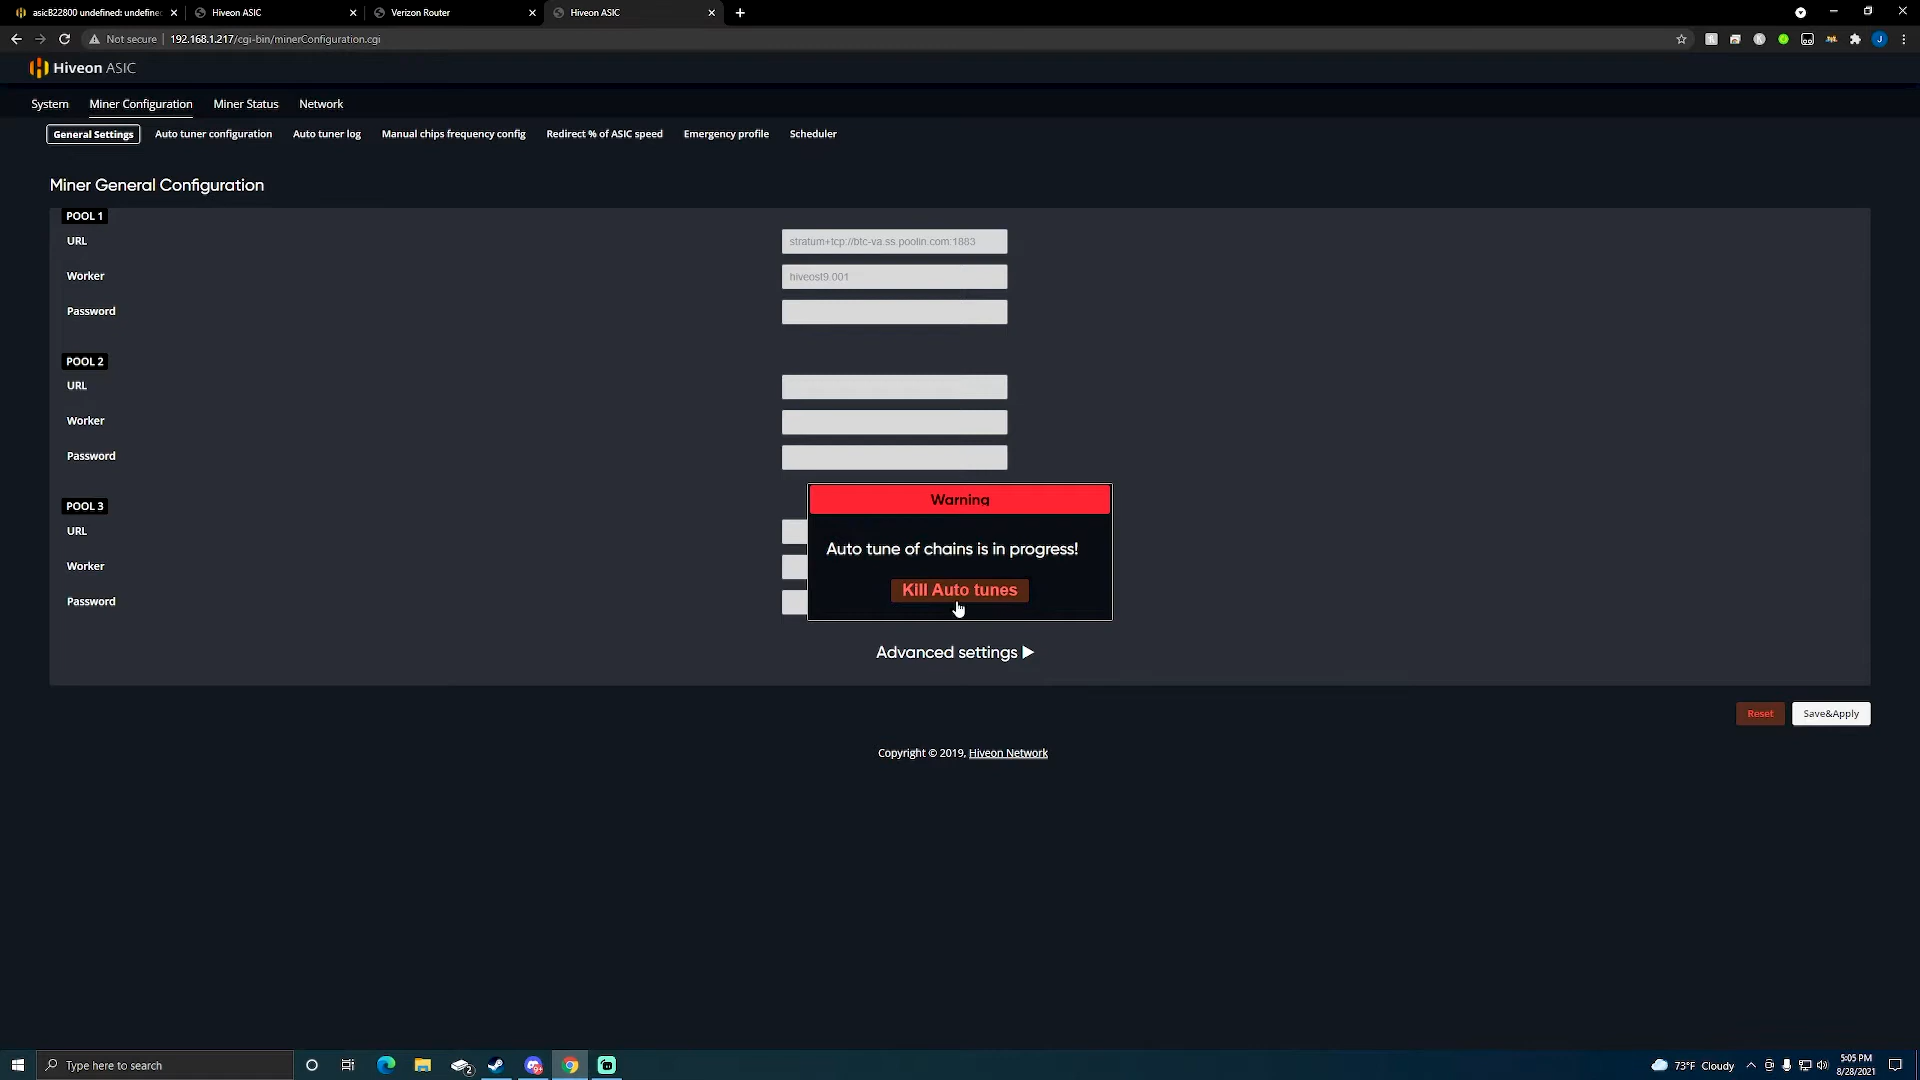 asicB22800 undefined: undefine
Hiveon ASIC
Verizon Router
Hiveon ASIC
Not secure
192.168.1.217/cgi-bin/minerConfiguration.cgi
J
Hiveon ASIC
System
Miner Configuration
Miner Status
Network
General Settings
Auto tuner configuration
Auto tuner log
Manual chips frequency config
Redirect % of ASIC speed
Emergency profile
Scheduler
Miner General Configuration
POOL 1
URL
stratum+tcp://btc-va.ss.poolin.com:1883
Worker
hiveost9.001
Password
POOL 2
URL
Worker
Password
POOL 3
URL
Worker
Password
Warning
Auto tune of chains is in progress!
Kill Auto tunes
Advanced settings
Reset
Save&Apply
Copyright © 2019, Hiveon Network
Type here to search
2
9+
73°F Cloudy
5:05 PM
8/28/2021